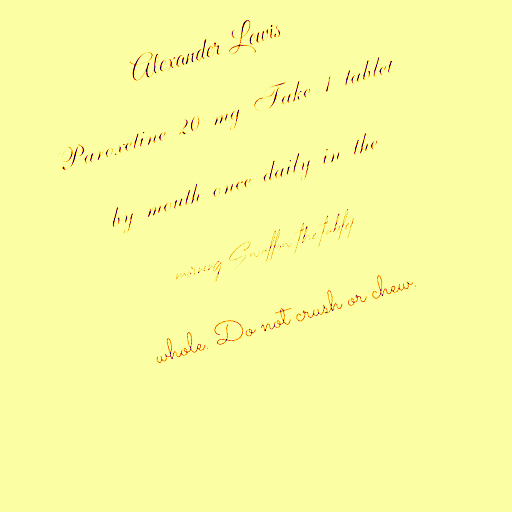 Alexander Lewis
Paroxetine 20 mg Take 1 tablet
by mouth once daily in the
morning Swallow the tablet
whole. Do not crush or chew.